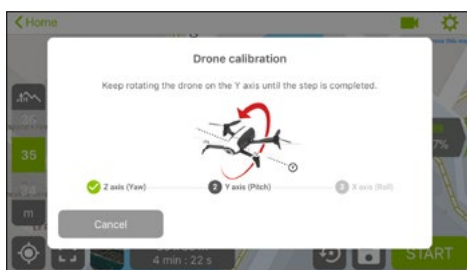 Home
Drone calibration
Keep rotating the drone on the Y axis until the step is completed.
35
Z axis (Yaw)
2 Y axis (Pitch)
3 X axis (Roll)
m
Cancel
4 min : 22 s
START